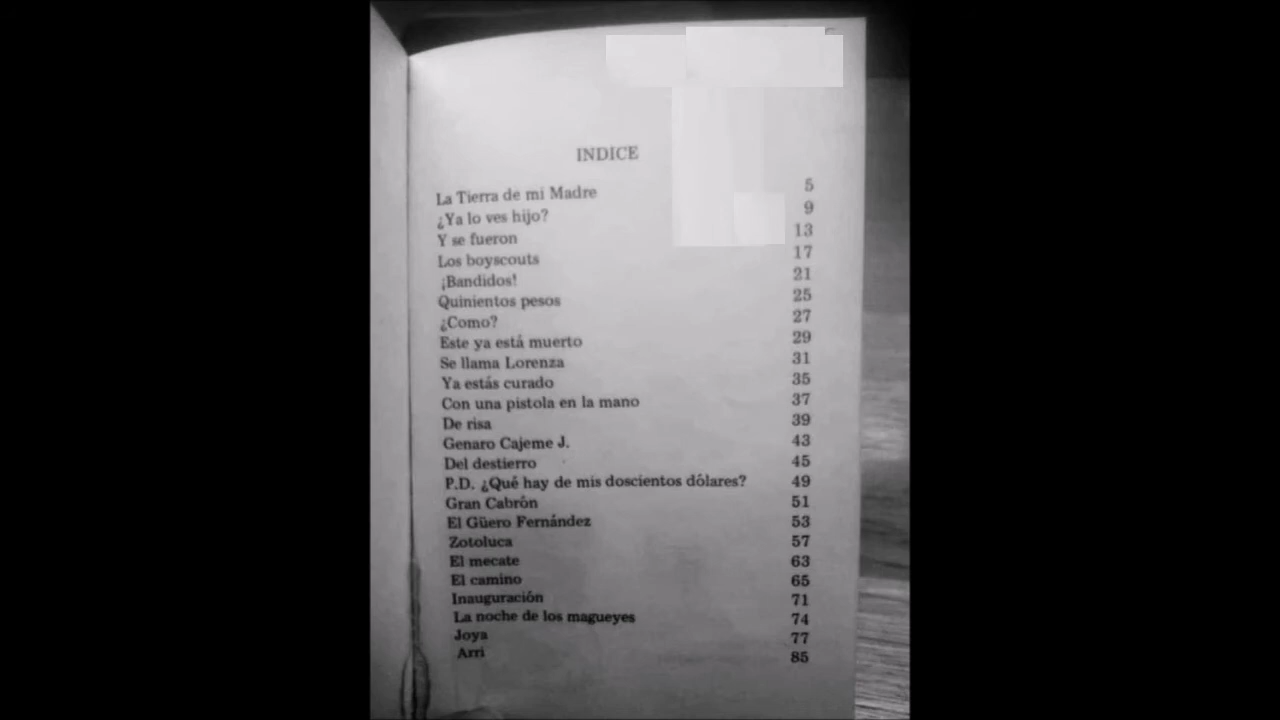 INDICE
La Tierra de mi Madre 5
¿Ya lo ves hijo? 9
Y se fueron 13
Los boyscouts 17
¡Bandidos! 21
Quinientos pesos 25
¿Como? 27
Este ya está muerto 29
Se llama Lorenza 31
Ya estás curado 35
Con una pistola en la mano 37
De risa 39
Genaro Cajeme J. 43
Del destierro 45
P.D. ¿Qué hay de mis doscientos dólares? 49
Gran Cabrón 51
El Güero Fernández 53
Zotoluca 57
El mecate 63
El camino 65
Inauguración 71
La noche de los magueyes 74
Joya 77
Arri 85